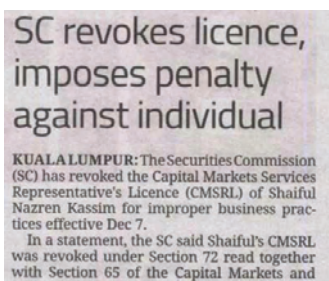 SC revokes licence,
imposes penalty
against individual
KUALA LUMPUR: The Securities Commission
(SC) has revoked the Capital Markets Services
Representative's Licence (CMSRL) of Shaiful
Nazren Kassim for improper business prac-
tices effective Dec 7.
In a statement, the SC said Shaiful's CMSRL
was revoked under Section 72 read together
with Section 65 of the Capital Markets and